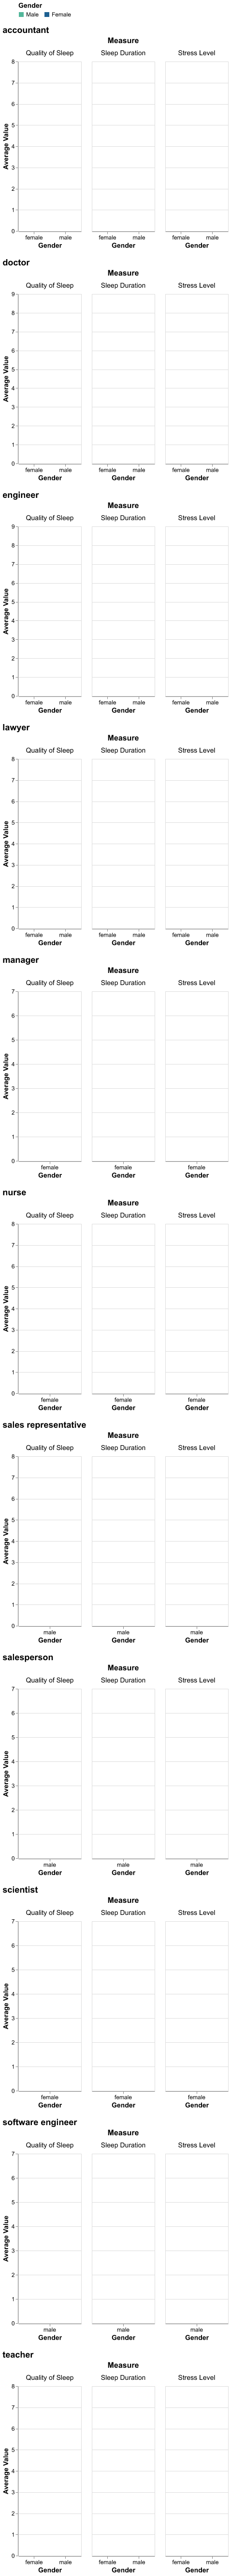 Gender
Male Female
accountant
Measure
Quality of Sleep Sleep Duration Stress Level
8
7
6
5
4
3
2
1
0
Average Value
female male female male female male
Gender Gender Gender
doctor
Measure
Quality of Sleep Sleep Duration Stress Level
9
8
7
6
5
4
3
2
1
0
Average Value
female male female male female male
Gender Gender Gender
engineer
Measure
Quality of Sleep Sleep Duration Stress Level
9
8
7
6
5
4
3
2
1
0
Average Value
female male female male female male
Gender Gender Gender
lawyer
Measure
Quality of Sleep Sleep Duration Stress Level
8
7
6
5
4
3
2
1
0
Average Value
female male female male female male
Gender Gender Gender
manager
Measure
Quality of Sleep Sleep Duration Stress Level
7
6
5
4
3
2
1
0
Average Value
female female female
Gender Gender Gender
nurse
Measure
Quality of Sleep Sleep Duration Stress Level
8
7
6
5
4
3
2
1
0
Average Value
female female female
Gender Gender Gender
sales representative
Measure
Quality of Sleep Sleep Duration Stress Level
8
7
6
5
4
3
2
1
0
Average Value
male male male
Gender Gender Gender
salesperson
Measure
Quality of Sleep Sleep Duration Stress Level
7
6
5
4
3
2
1
0
Average Value
male male male
Gender Gender Gender
scientist
Measure
Quality of Sleep Sleep Duration Stress Level
7
6
5
4
3
2
1
0
Average Value
female female female
Gender Gender Gender
software engineer
Measure
Quality of Sleep Sleep Duration Stress Level
7
6
5
4
3
2
1
0
Average Value
male male male
Gender Gender Gender
teacher
Measure
Quality of Sleep Sleep Duration Stress Level
8
7
6
5
4
3
2
1
0
Average Value
female male female male female male
Gender Gender Gender